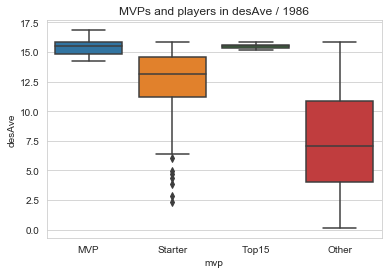 MVPs and players in desAve / 1986
17.5
15.0
12.5
10.0
7.5
5.0
2.5
0.0
desAve
MVP Starter Top15 Other
mvp